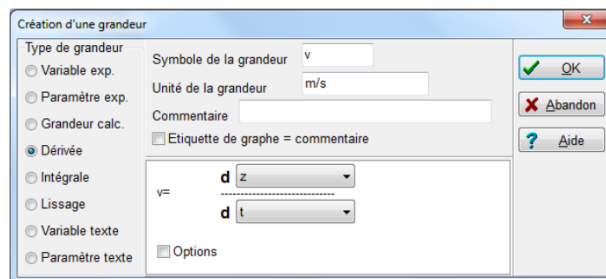 Création d'une grandeur
Type de grandeur
Variable exp.
Paramètre exp.
Grandeur calc.
Dérivée
Intégrale
Lissage
Variable texte
Paramètre texte
Symbole de la grandeur v
Unité de la grandeur m/s
Commentaire
Etiquette de graphe = commentaire
d z
v= ------------------------------
d t
Options
OK
X Abandon
? Aide